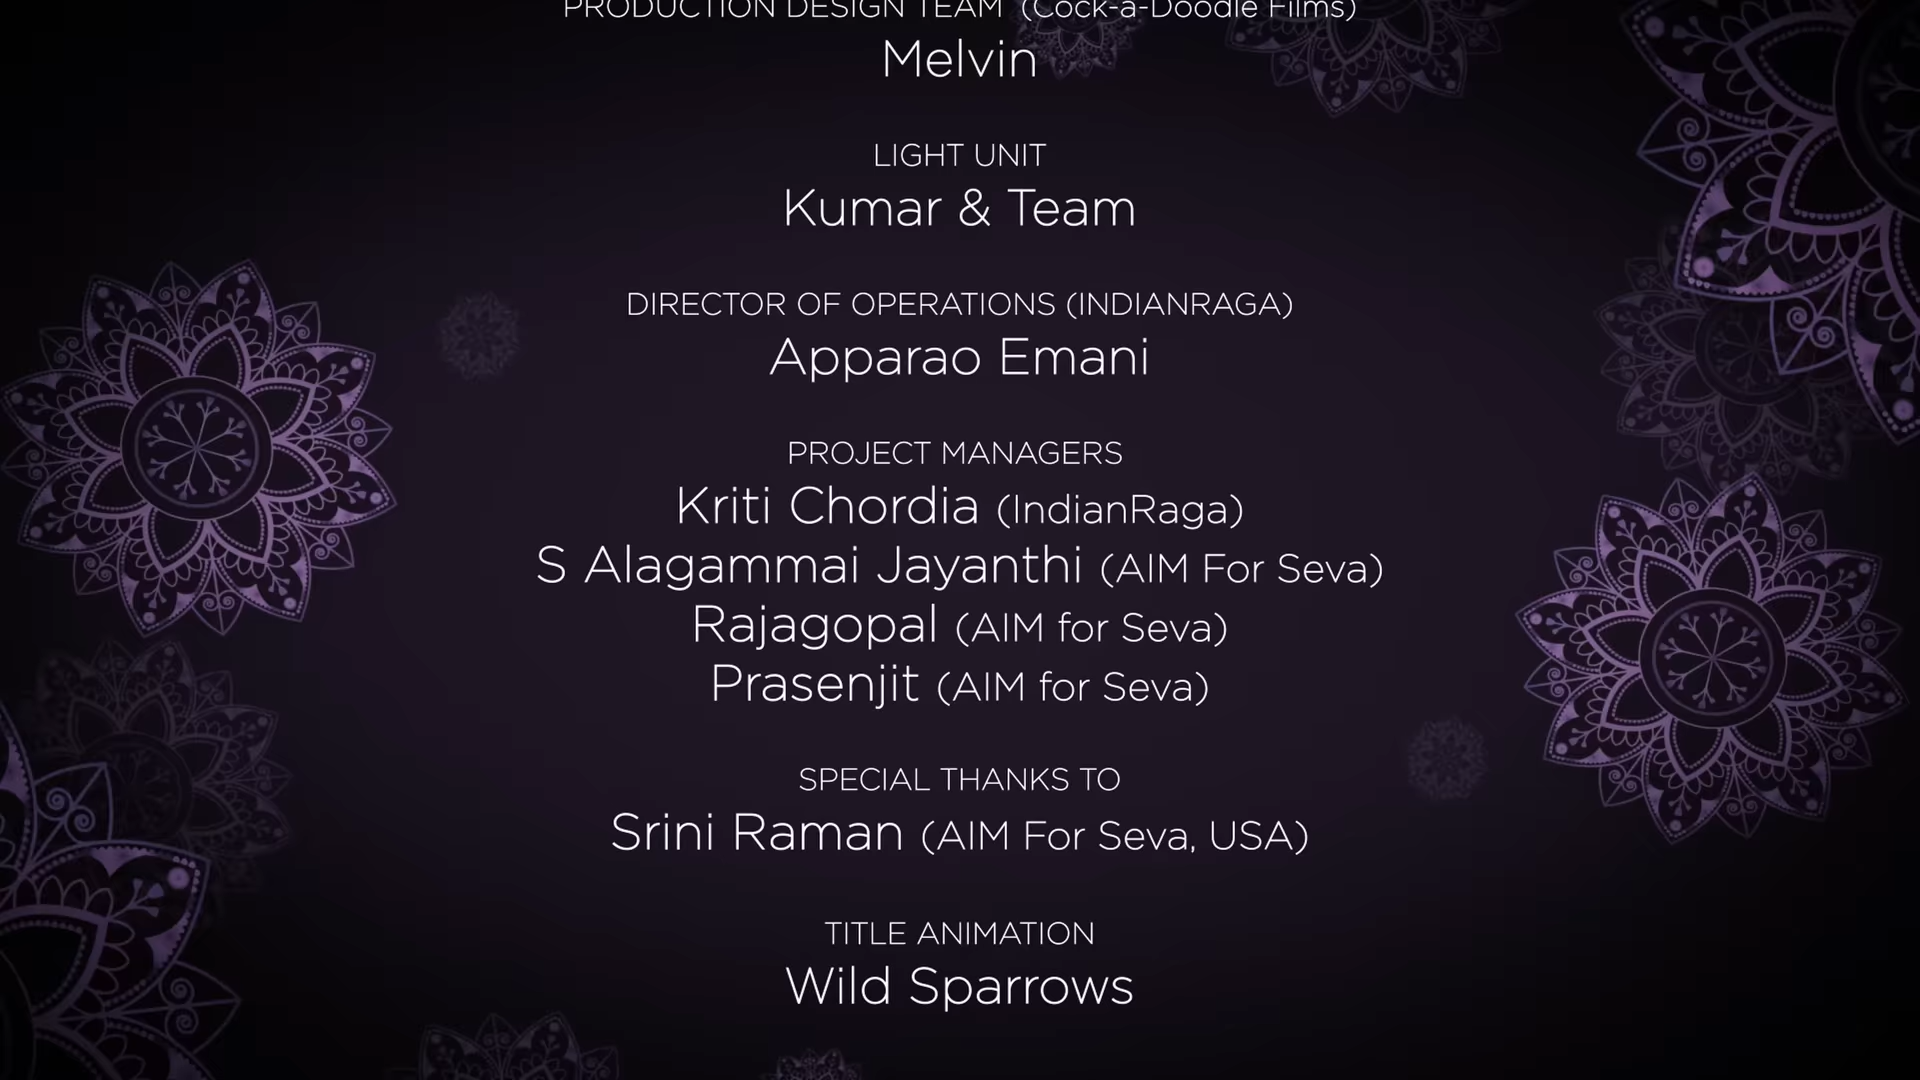 PRODUCTION DESIGN TEAM (Cock-a-Doodle Films)
Melvin
LIGHT UNIT
Kumar & Team
DIRECTOR OF OPERATIONS (INDIANRAGA)
Apparao Emani
PROJECT MANAGERS
Kriti Chordia (IndianRaga)
S Alagammai Jayanthi (AIM For Seva)
Rajagopal (AIM for Seva)
Prasenjit (AIM for Seva)
SPECIAL THANKS TO
Srini Raman (AIM For Seva, USA)
TITLE ANIMATION
Wild Sparrows